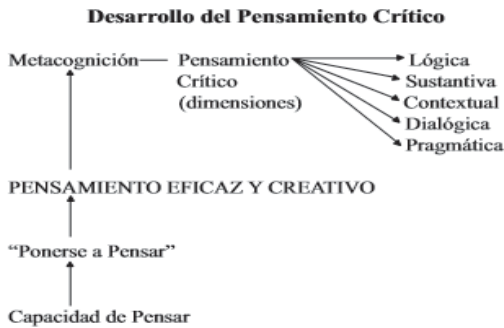 Desarrollo del Pensamiento Crítico
Metacognición
Pensamiento
Crítico
(dimensiones)
Lógica
Sustantiva
Contextual
Dialógica
Pragmática
PENSAMIENTO EFICAZ Y CREATIVO
“Ponerse a Pensar”
Capacidad de Pensar